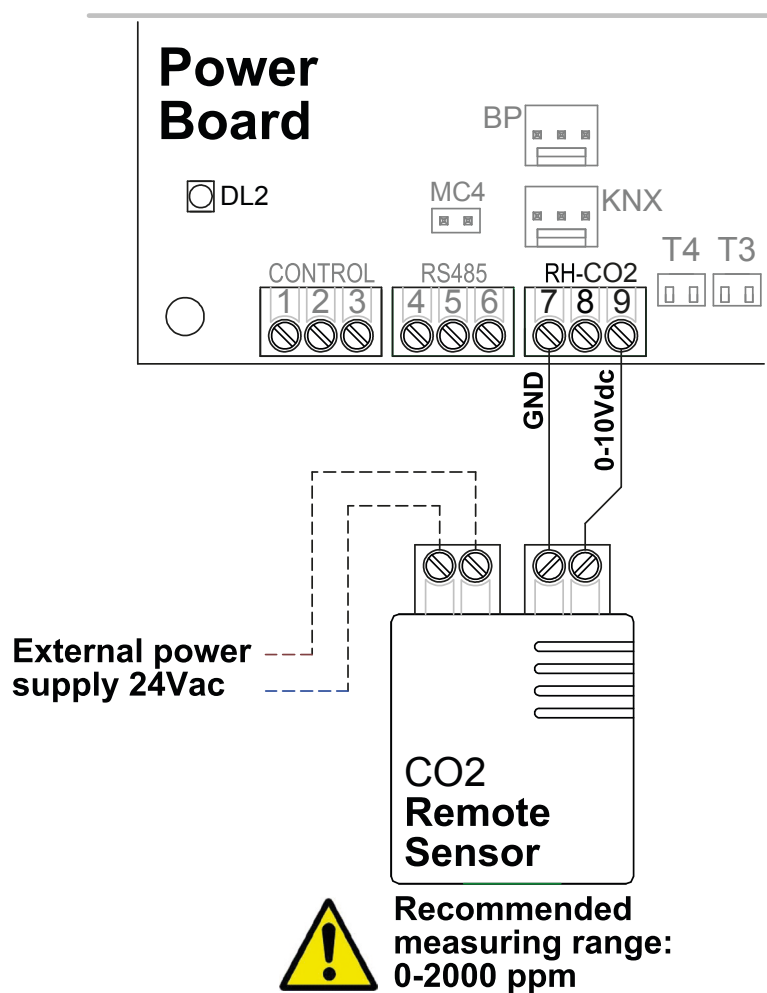 Power
Board
BP
DL2
MC4
KNX
T4 T3
CONTROL RS485 RH-CO2
1 2 3 4 5 6 7 8 9
GND
0-10Vdc
External power
supply 24Vac
CO2
Remote
Sensor
Recommended
measuring range:
0-2000 ppm